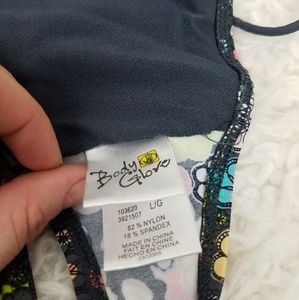 Body
Glove
103620 L/G
3921507
82% NYLON
18% SPANDEX
MADE IN CHINA
FAIT EN CHINE
HECHO EN CHINA